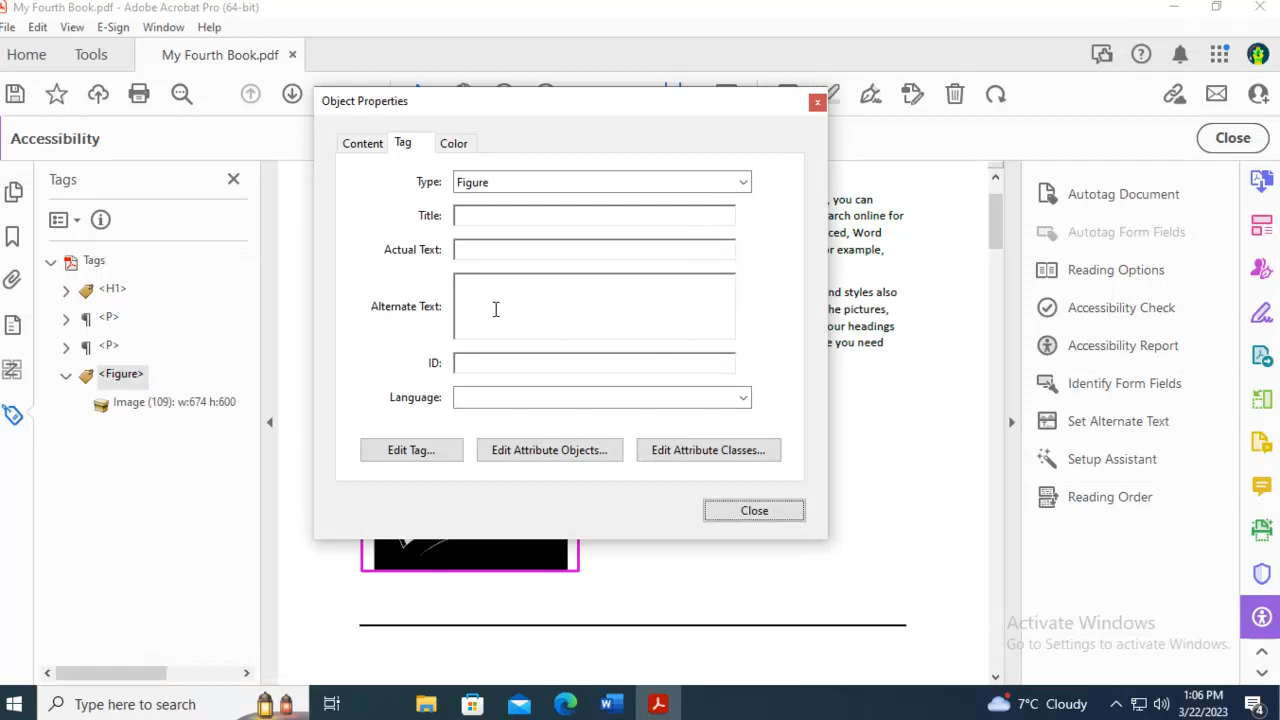 My Fourth Book.pdf - Adobe Acrobat Pro (64-bit)
File Edit View E-Sign Window Help
Home Tools My Fourth Book.pdf ×
Object Properties
Accessibility
Close
Content Tag Color
Tags
Type: Figure
Title:
Actual Text:
Alternate Text:
ID:
Language:
Edit Tag... Edit Attribute Objects... Edit Attribute Classes...
Close
Tags
<H1>
<P>
<P>
<Figure>
Image (109): w:674 h:600
, you can
arch online for
ced, Word
or example,
nd styles also
he pictures,
our headings
e you need
Autotag Document
Autotag Form Fields
Reading Options
Accessibility Check
Accessibility Report
Identify Form Fields
Set Alternate Text
Setup Assistant
Reading Order
Activate Windows
Go to Settings to activate Windows.
Type here to search
7°C Cloudy
1:06 PM
3/22/2023
4